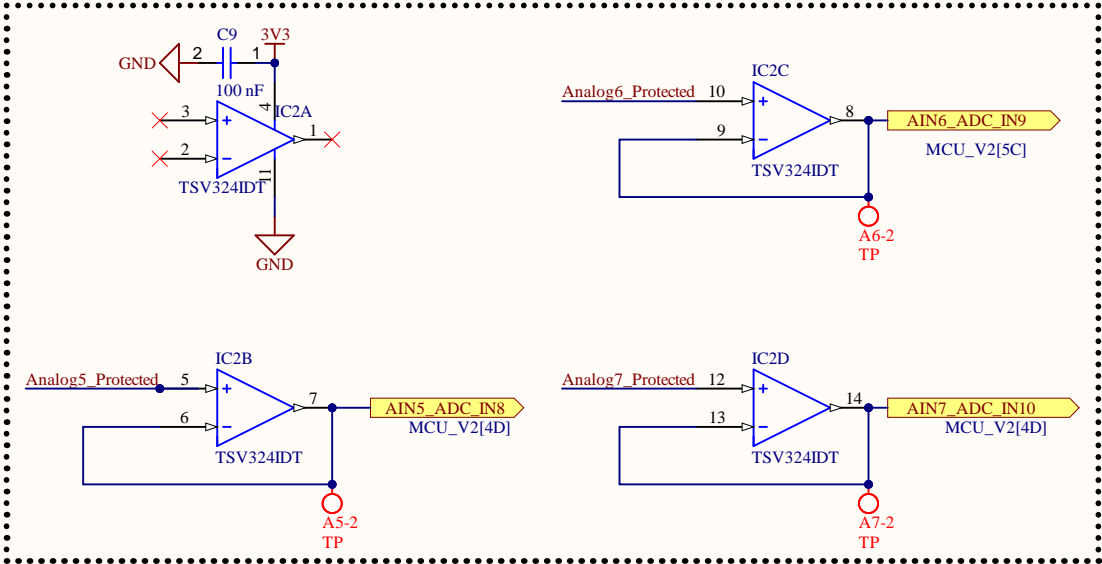 C9
3V3
GND
2
1
100 nF
4
IC2A
3
+
1
2
−
TSV324IDT
11
GND
IC2C
Analog6_Protected
10
+
8
AIN6_ADC_IN9
9
−
MCU_V2[5C]
TSV324IDT
A6-2
TP
IC2B
Analog5_Protected
5
+
7
AIN5_ADC_IN8
6
−
MCU_V2[4D]
TSV324IDT
A5-2
TP
IC2D
Analog7_Protected
12
+
14
AIN7_ADC_IN10
13
−
MCU_V2[4D]
TSV324IDT
A7-2
TP